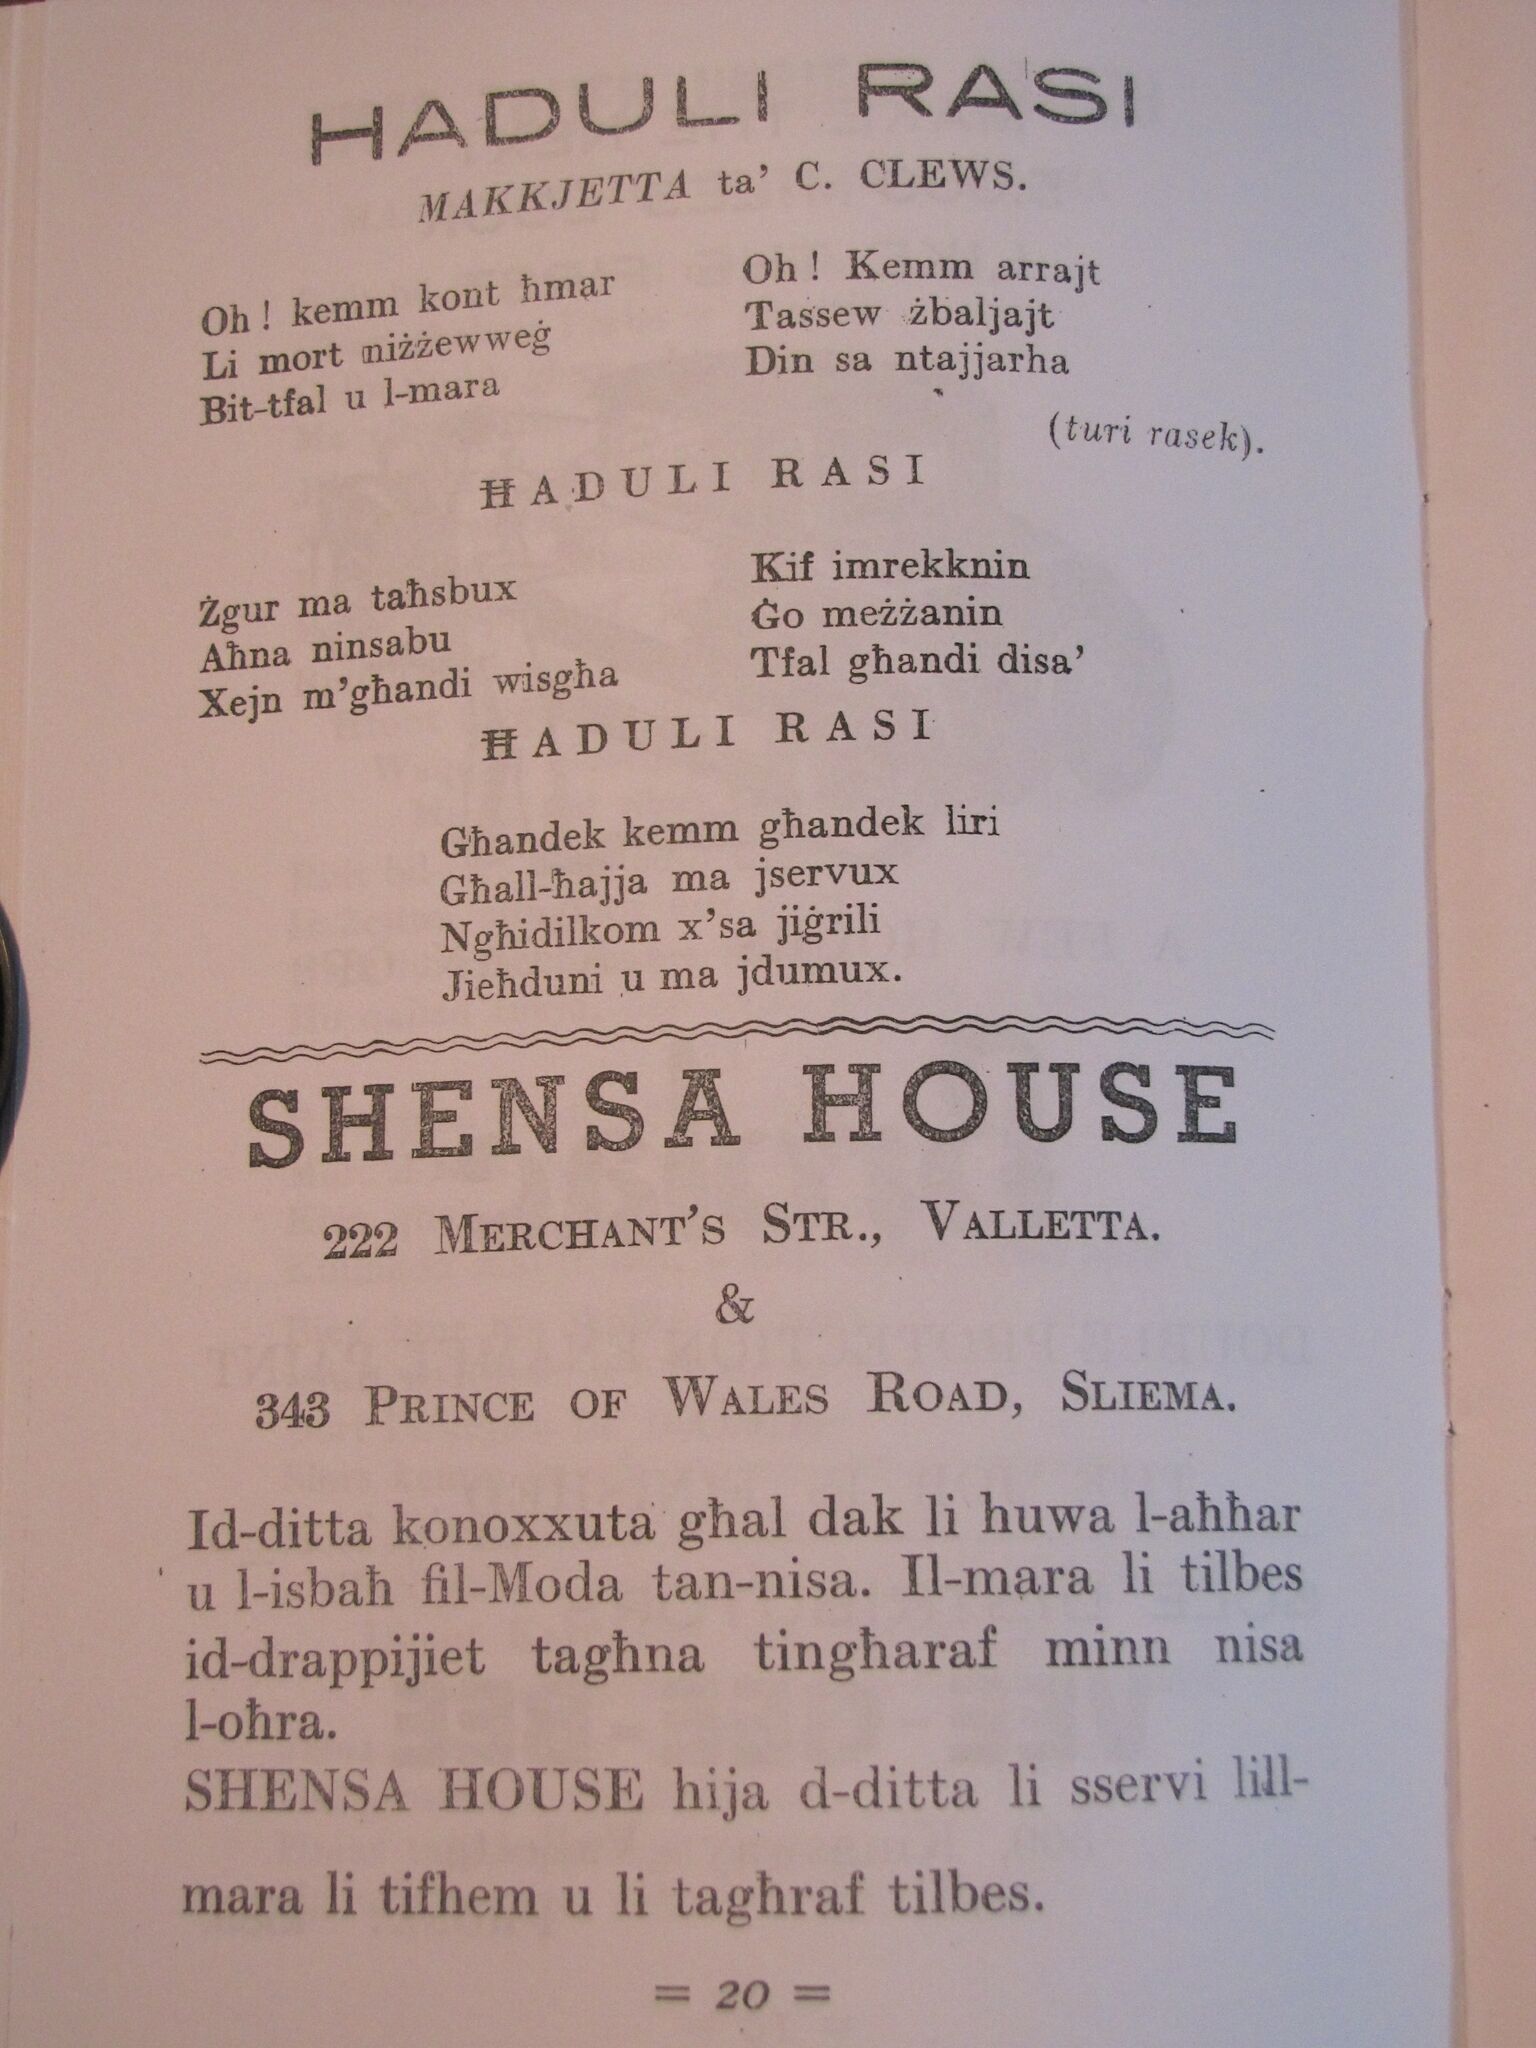 HADULI RASI
MAKKJETTA ta' C. CLEWS.
Oh ! kemm kont ħmar
Li mort niżżewweġ
Bit-tfal u l-mara
Oh ! Kemm arrajt
Tassew żbaljajt
Din sa ntajjarha
(turi rasek).
ĦADULI RASI
Żgur ma taħsbux
Aħna ninsabu
Xejn m'għandi wisgħa
Kif imrekknin
Ġo meżżanin
Tfal għandi disa'
ĦADULI RASI
Għandek kemm għandek liri
Għall-ħajja ma jservux
Ngħidilkom x'sa jiġrili
Jieħduni u ma jdumux.
SHENSA HOUSE
222 MERCHANT'S STR., VALLETTA.
&
343 PRINCE OF WALES ROAD, SLIEMA.
Id-ditta konoxxuta għal dak li huwa l-aħħar
u l-isbaħ fil-Moda tan-nisa. Il-mara li tilbes
id-drappijiet tagħna tingħaraf minn nisa
l-oħra.
SHENSA HOUSE hija d-ditta li sservi lill-
mara li tifhem u li tagħraf tilbes.
= 20 =